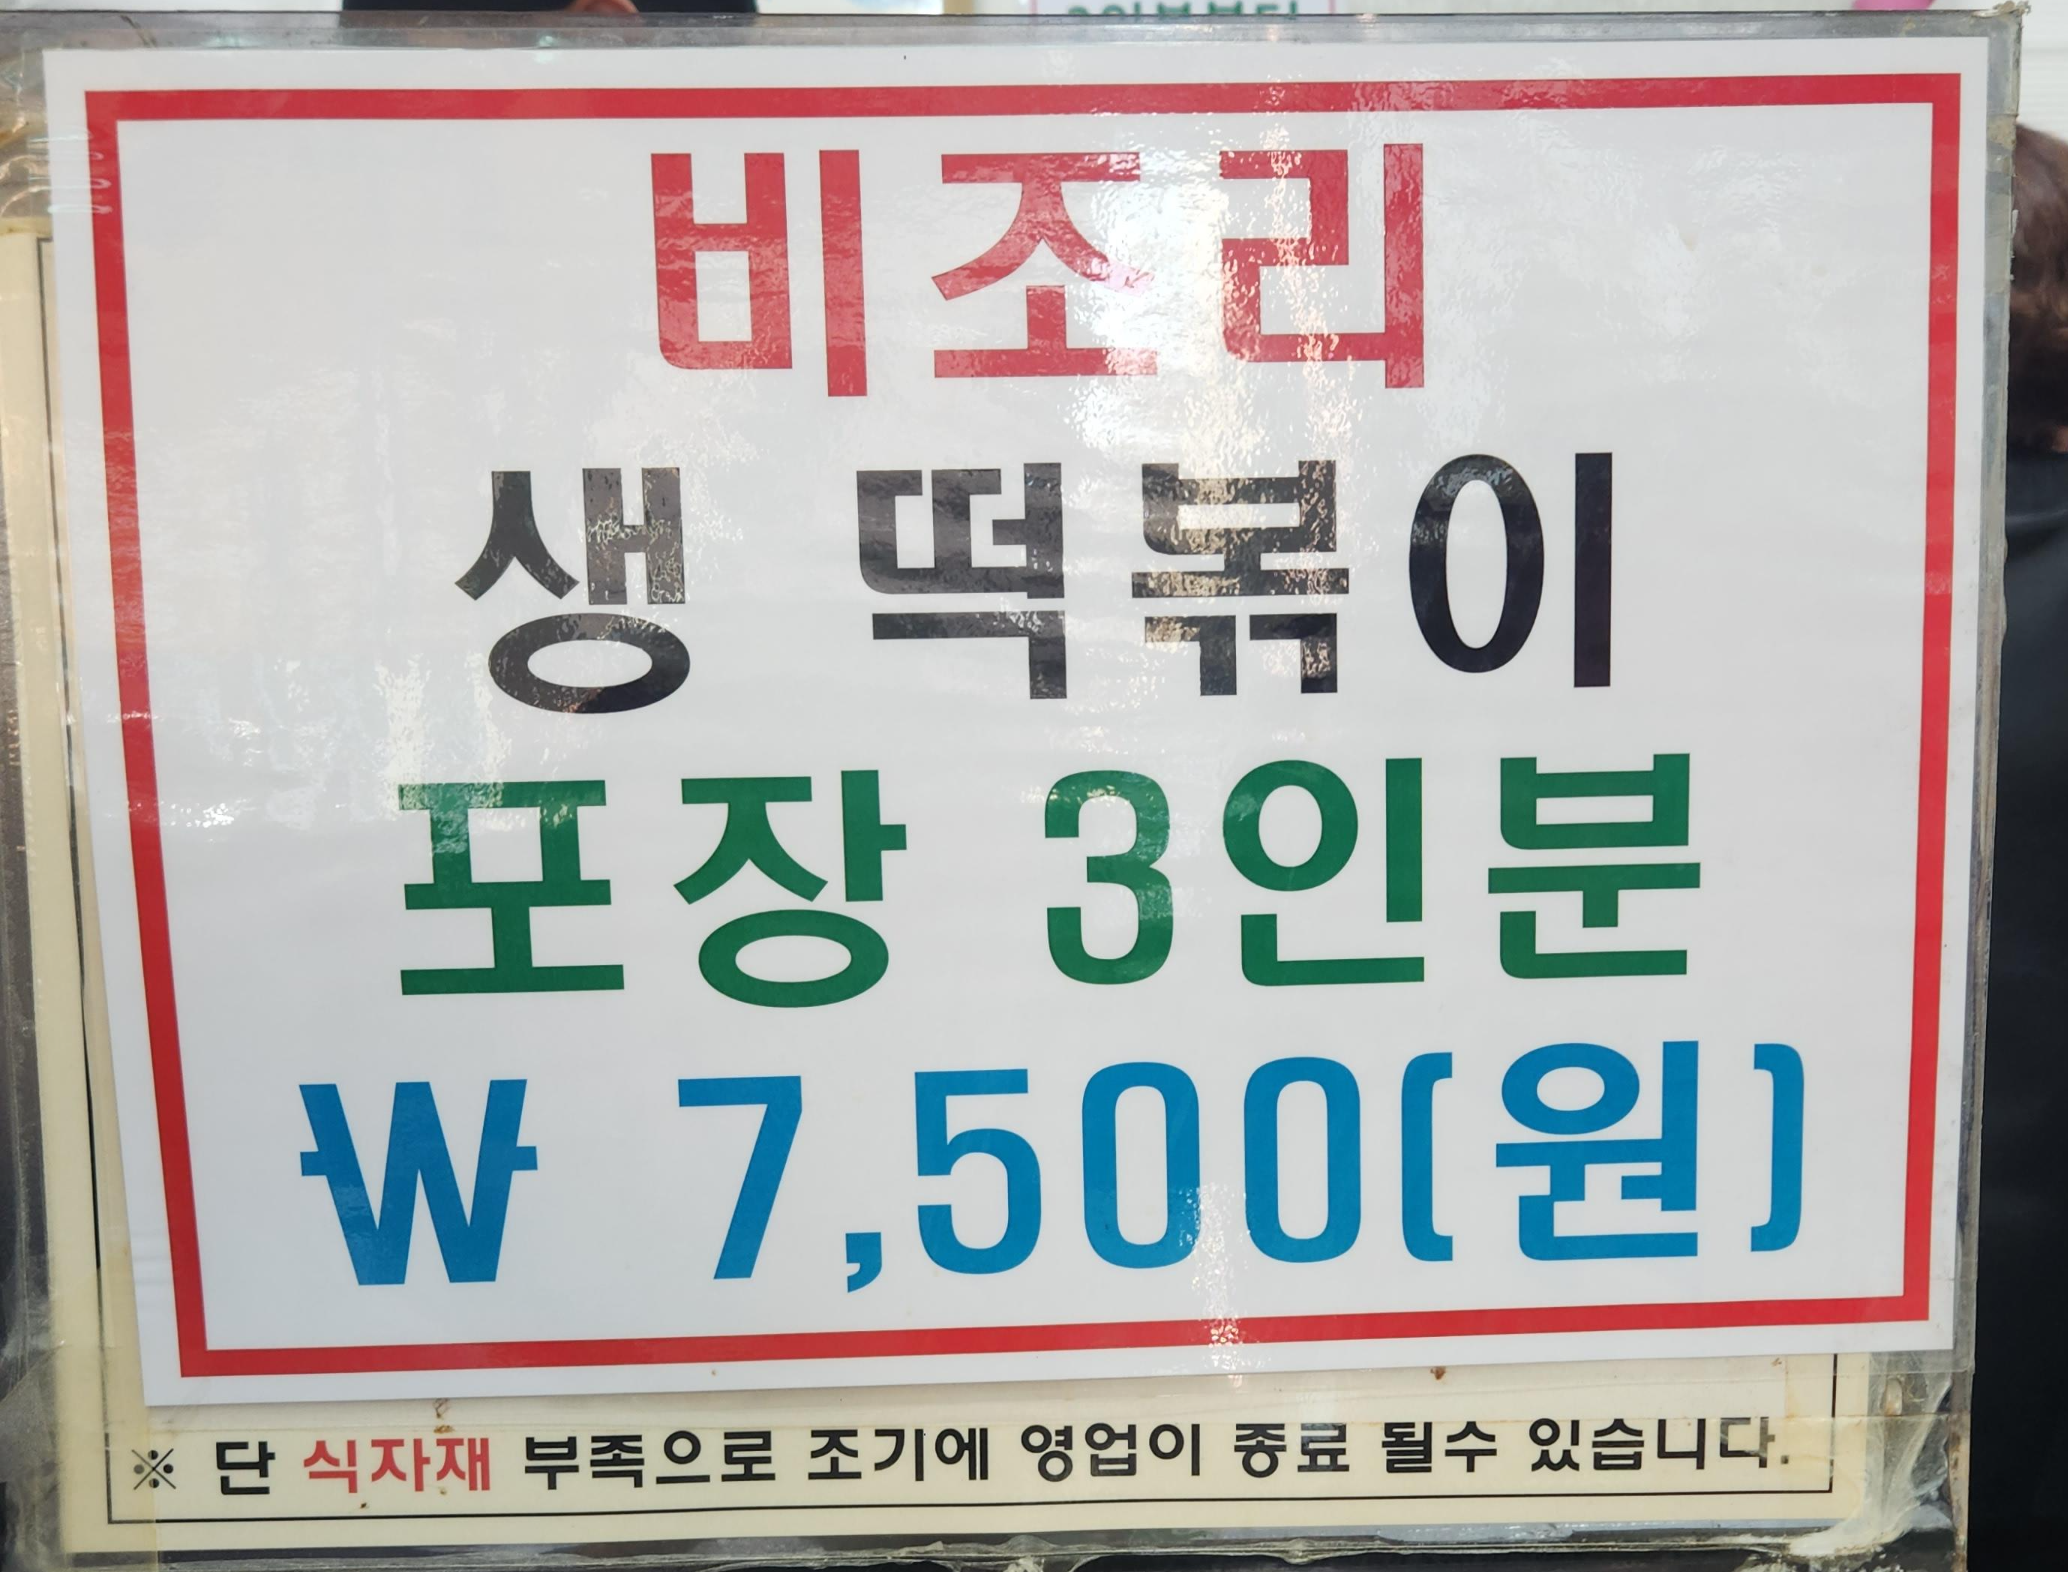 비조리
생 떡볶이
포장 3인분
₩ 7,500(원)
※ 단 식자재 부족으로 조기에 영업이 종료 될수 있습니다.